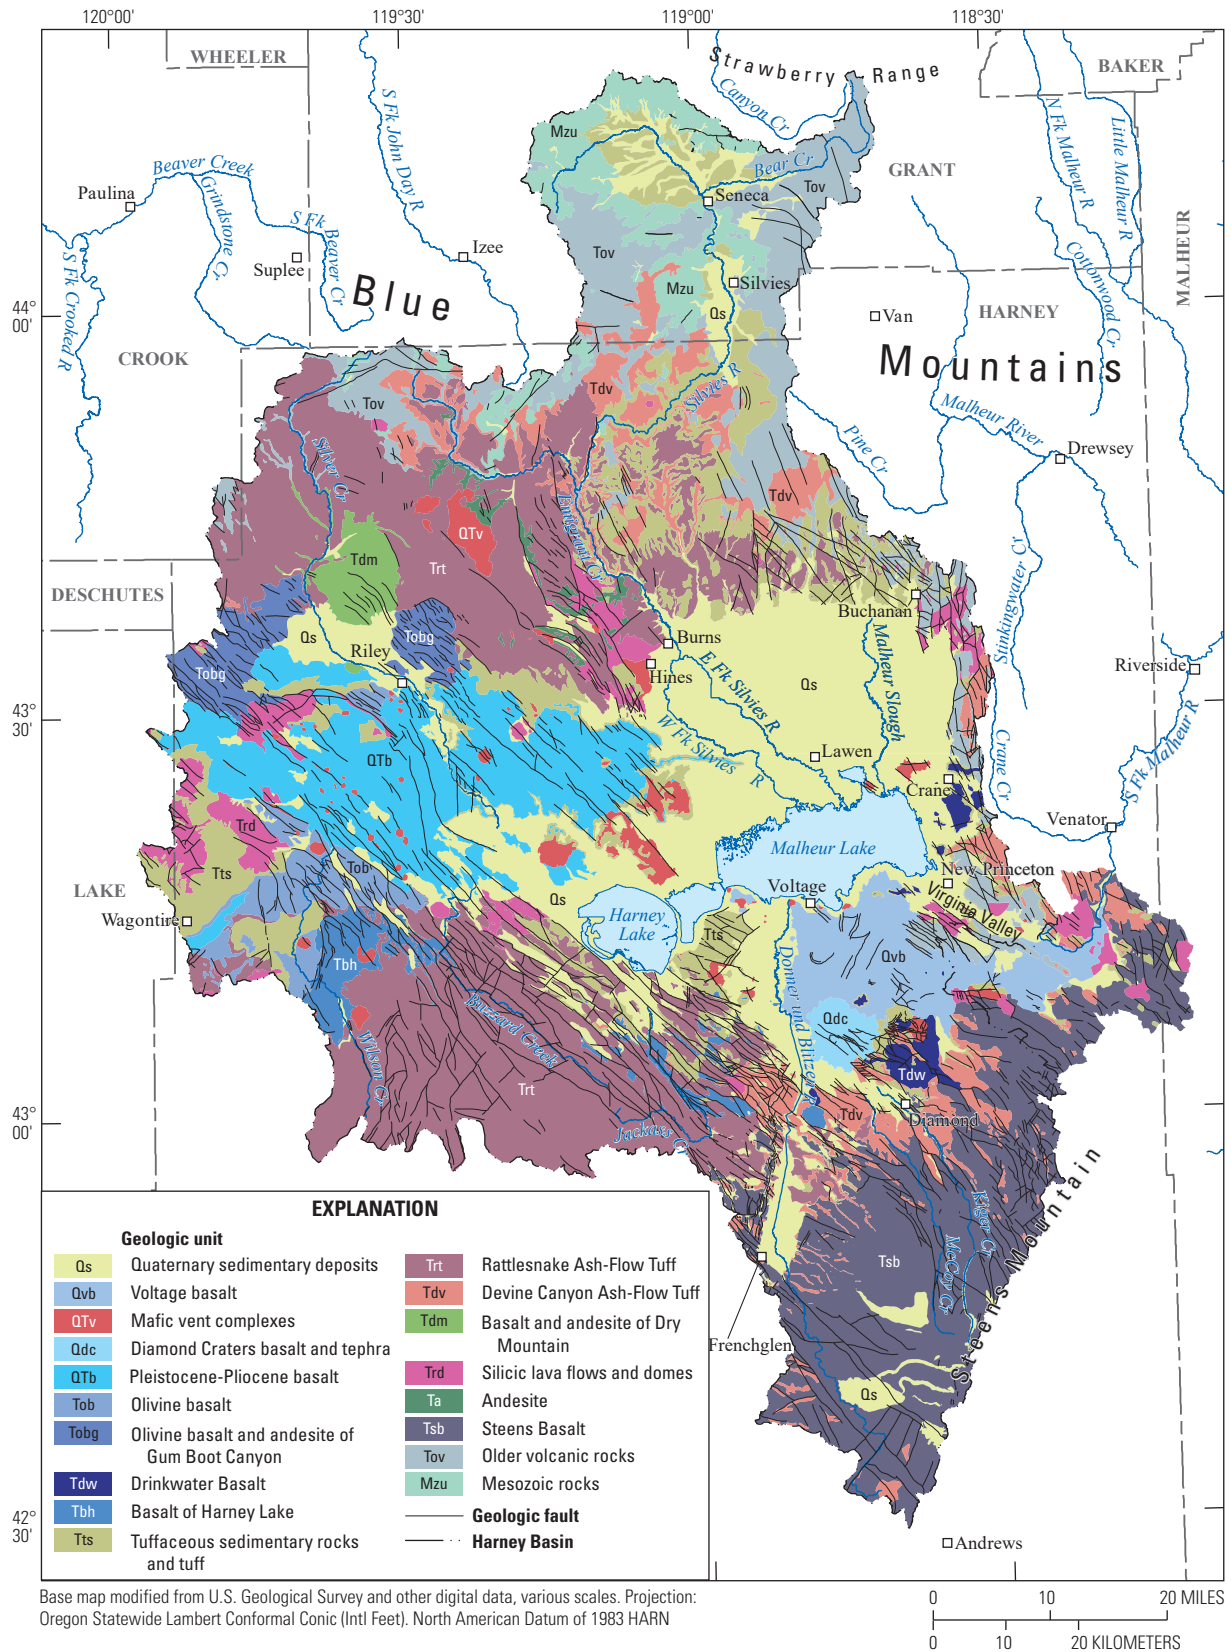 120°00'
119°30'
119°00'
118°30'
WHEELER
Strawberry Range
BAKER
Canyon Cr
S Fk John Day R
N Fk Malheur R
Little Malheur R
Mzu
Beaver Creek
Bear Cr
GRANT
Paulina
Grindstone Cr
Tov
Seneca
S Fk Beaver Cr
MALHEUR
Izee
Suplee
Tov
Cottonwood Cr
S Fk Crooked R
Blue
Mzu
Silvies
44°
00'
Qs
Van
HARNEY
CROOK
Mountains
Tdv
Silvies R
Tov
Malheur River
Silver Cr
Pine Cr
Drewsey
Tdv
Emigrant Cr
QTv
Tdm
Trt
Stinkingwater Cr
DESCHUTES
Buchanan
Qs
Tobg
Burns
Malheur Slough
Riley
Tobg
Hines
E Fk Silvies R
Qs
Riverside
43°
30'
W Fk Silvies R
Lawen
QTb
Crane
Crane Cr
S Fk Malheur R
Trd
Venator
Malheur Lake
Tts
Tob
New Princeton
LAKE
Voltage
Qs
Virginia Valley
Wagontire
Harney
Lake
Tts
Tbh
Qvb
Donner und Blitzen R
Buzzard Creek
Qdc
Wilson Cr
Tdw
Trt
43°
00'
Tdv
Diamond
Jackass Cr
Kiger Cr
McCoy Cr
Steens Mountain
Tsb
Frenchglen
Qs
42°
30'
Andrews
EXPLANATION
Geologic unit
Qs Quaternary sedimentary deposits
Qvb Voltage basalt
QTv Mafic vent complexes
Qdc Diamond Craters basalt and tephra
QTb Pleistocene-Pliocene basalt
Tob Olivine basalt
Tobg Olivine basalt and andesite of
Gum Boot Canyon
Tdw Drinkwater Basalt
Tbh Basalt of Harney Lake
Tts Tuffaceous sedimentary rocks
and tuff
Trt Rattlesnake Ash-Flow Tuff
Tdv Devine Canyon Ash-Flow Tuff
Tdm Basalt and andesite of Dry
Mountain
Trd Silicic lava flows and domes
Ta Andesite
Tsb Steens Basalt
Tov Older volcanic rocks
Mzu Mesozoic rocks
Geologic fault
Harney Basin
Base map modified from U.S. Geological Survey and other digital data, various scales. Projection:
Oregon Statewide Lambert Conformal Conic (Intl Feet). North American Datum of 1983 HARN
0 10 20 MILES
0 10 20 KILOMETERS